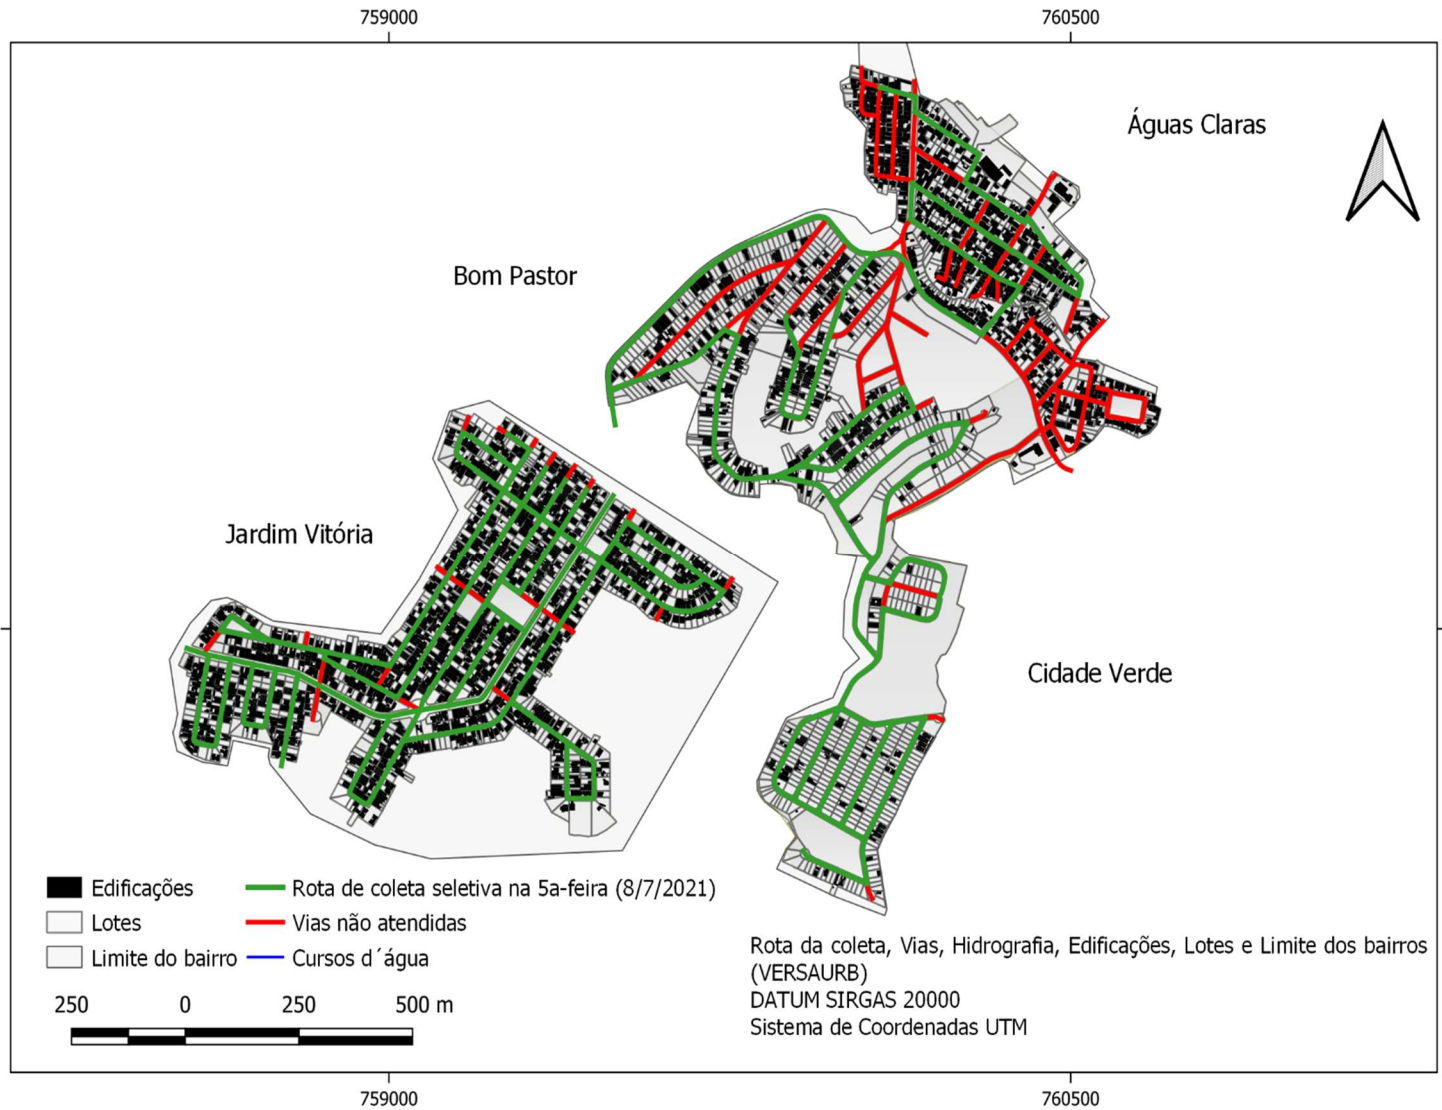 759000
760500
Águas Claras
Bom Pastor
Jardim Vitória
Cidade Verde
Edificações
Rota de coleta seletiva na 5a-feira (8/7/2021)
Lotes
Vias não atendidas
Limite do bairro
Cursos d´água
250 0 250 500 m
Rota da coleta, Vias, Hidrografia, Edificações, Lotes e Limite dos bairros
(VERSAURB)
DATUM SIRGAS 20000
Sistema de Coordenadas UTM
759000
760500